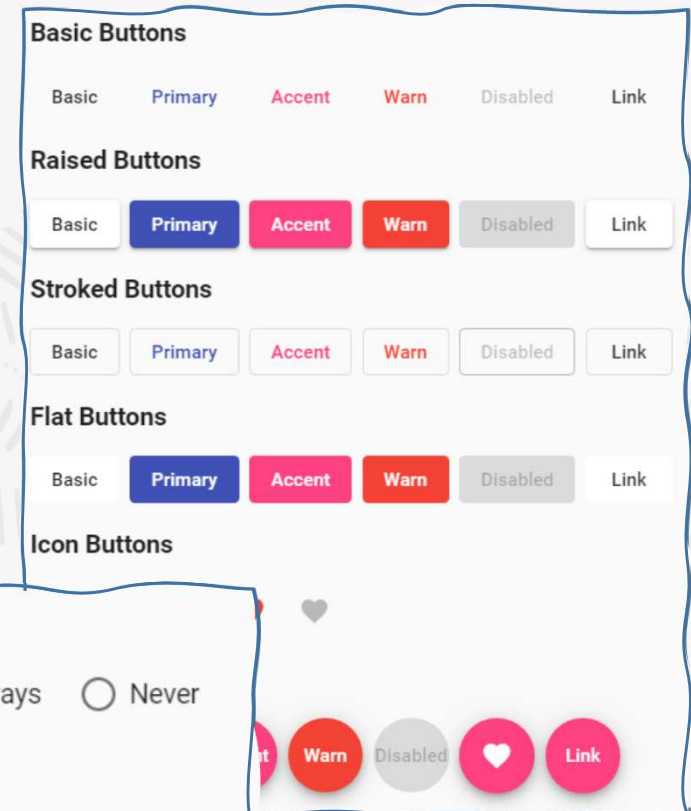 Basic Buttons
Basic Primary Accent Warn Disabled Link
Raised Buttons
Basic Primary Accent Warn Disabled Link
Stroked Buttons
Basic Primary Accent Warn Disabled Link
Flat Buttons
Basic Primary Accent Warn Disabled Link
Icon Buttons
Never
Warn Disabled Link